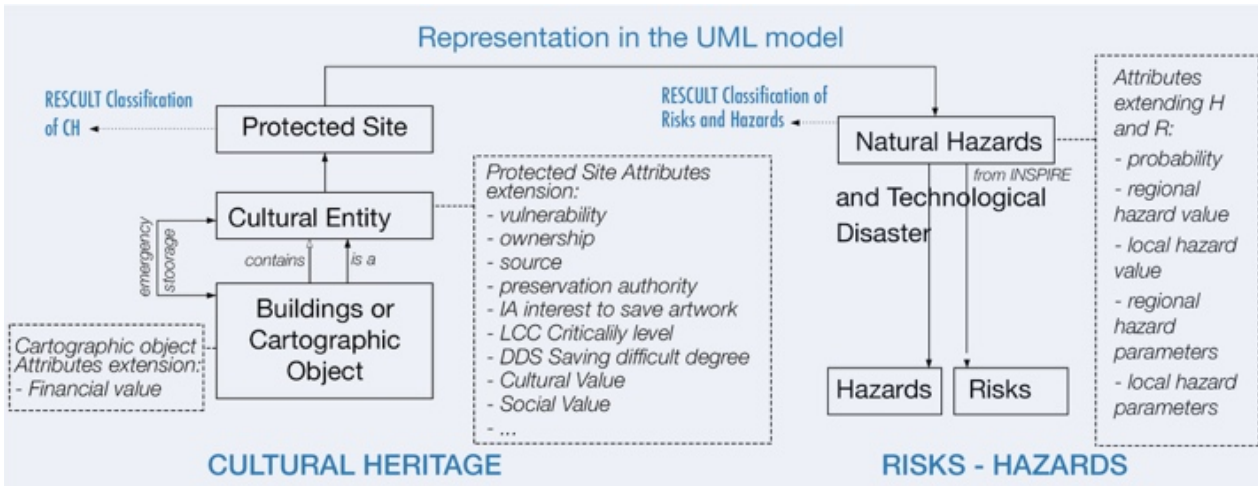 Representation in the UML model
RESCULT Classification
of CH
Protected Site
Cultural Entity
emergency
stoorage
contains
is a
Buildings or
Cartographic
Object
Cartographic object
Attributes extension:
- Financial value
Protected Site Attributes
extension:
- vulnerability
- ownership
- source
- preservation authority
- IA interest to save artwork
- LCC Criticalily level
- DDS Saving difficult degree
- Cultural Value
- Social Value
- ...
CULTURAL HERITAGE
RESCULT Classification of
Risks and Hazards
Natural Hazards
from INSPIRE
and Technological
Disaster
Hazards
Risks
Attributes
extending H
and R:
- probability
- regional
hazard value
- local hazard
value
- regional
hazard
parameters
- local hazard
parameters
RISKS - HAZARDS